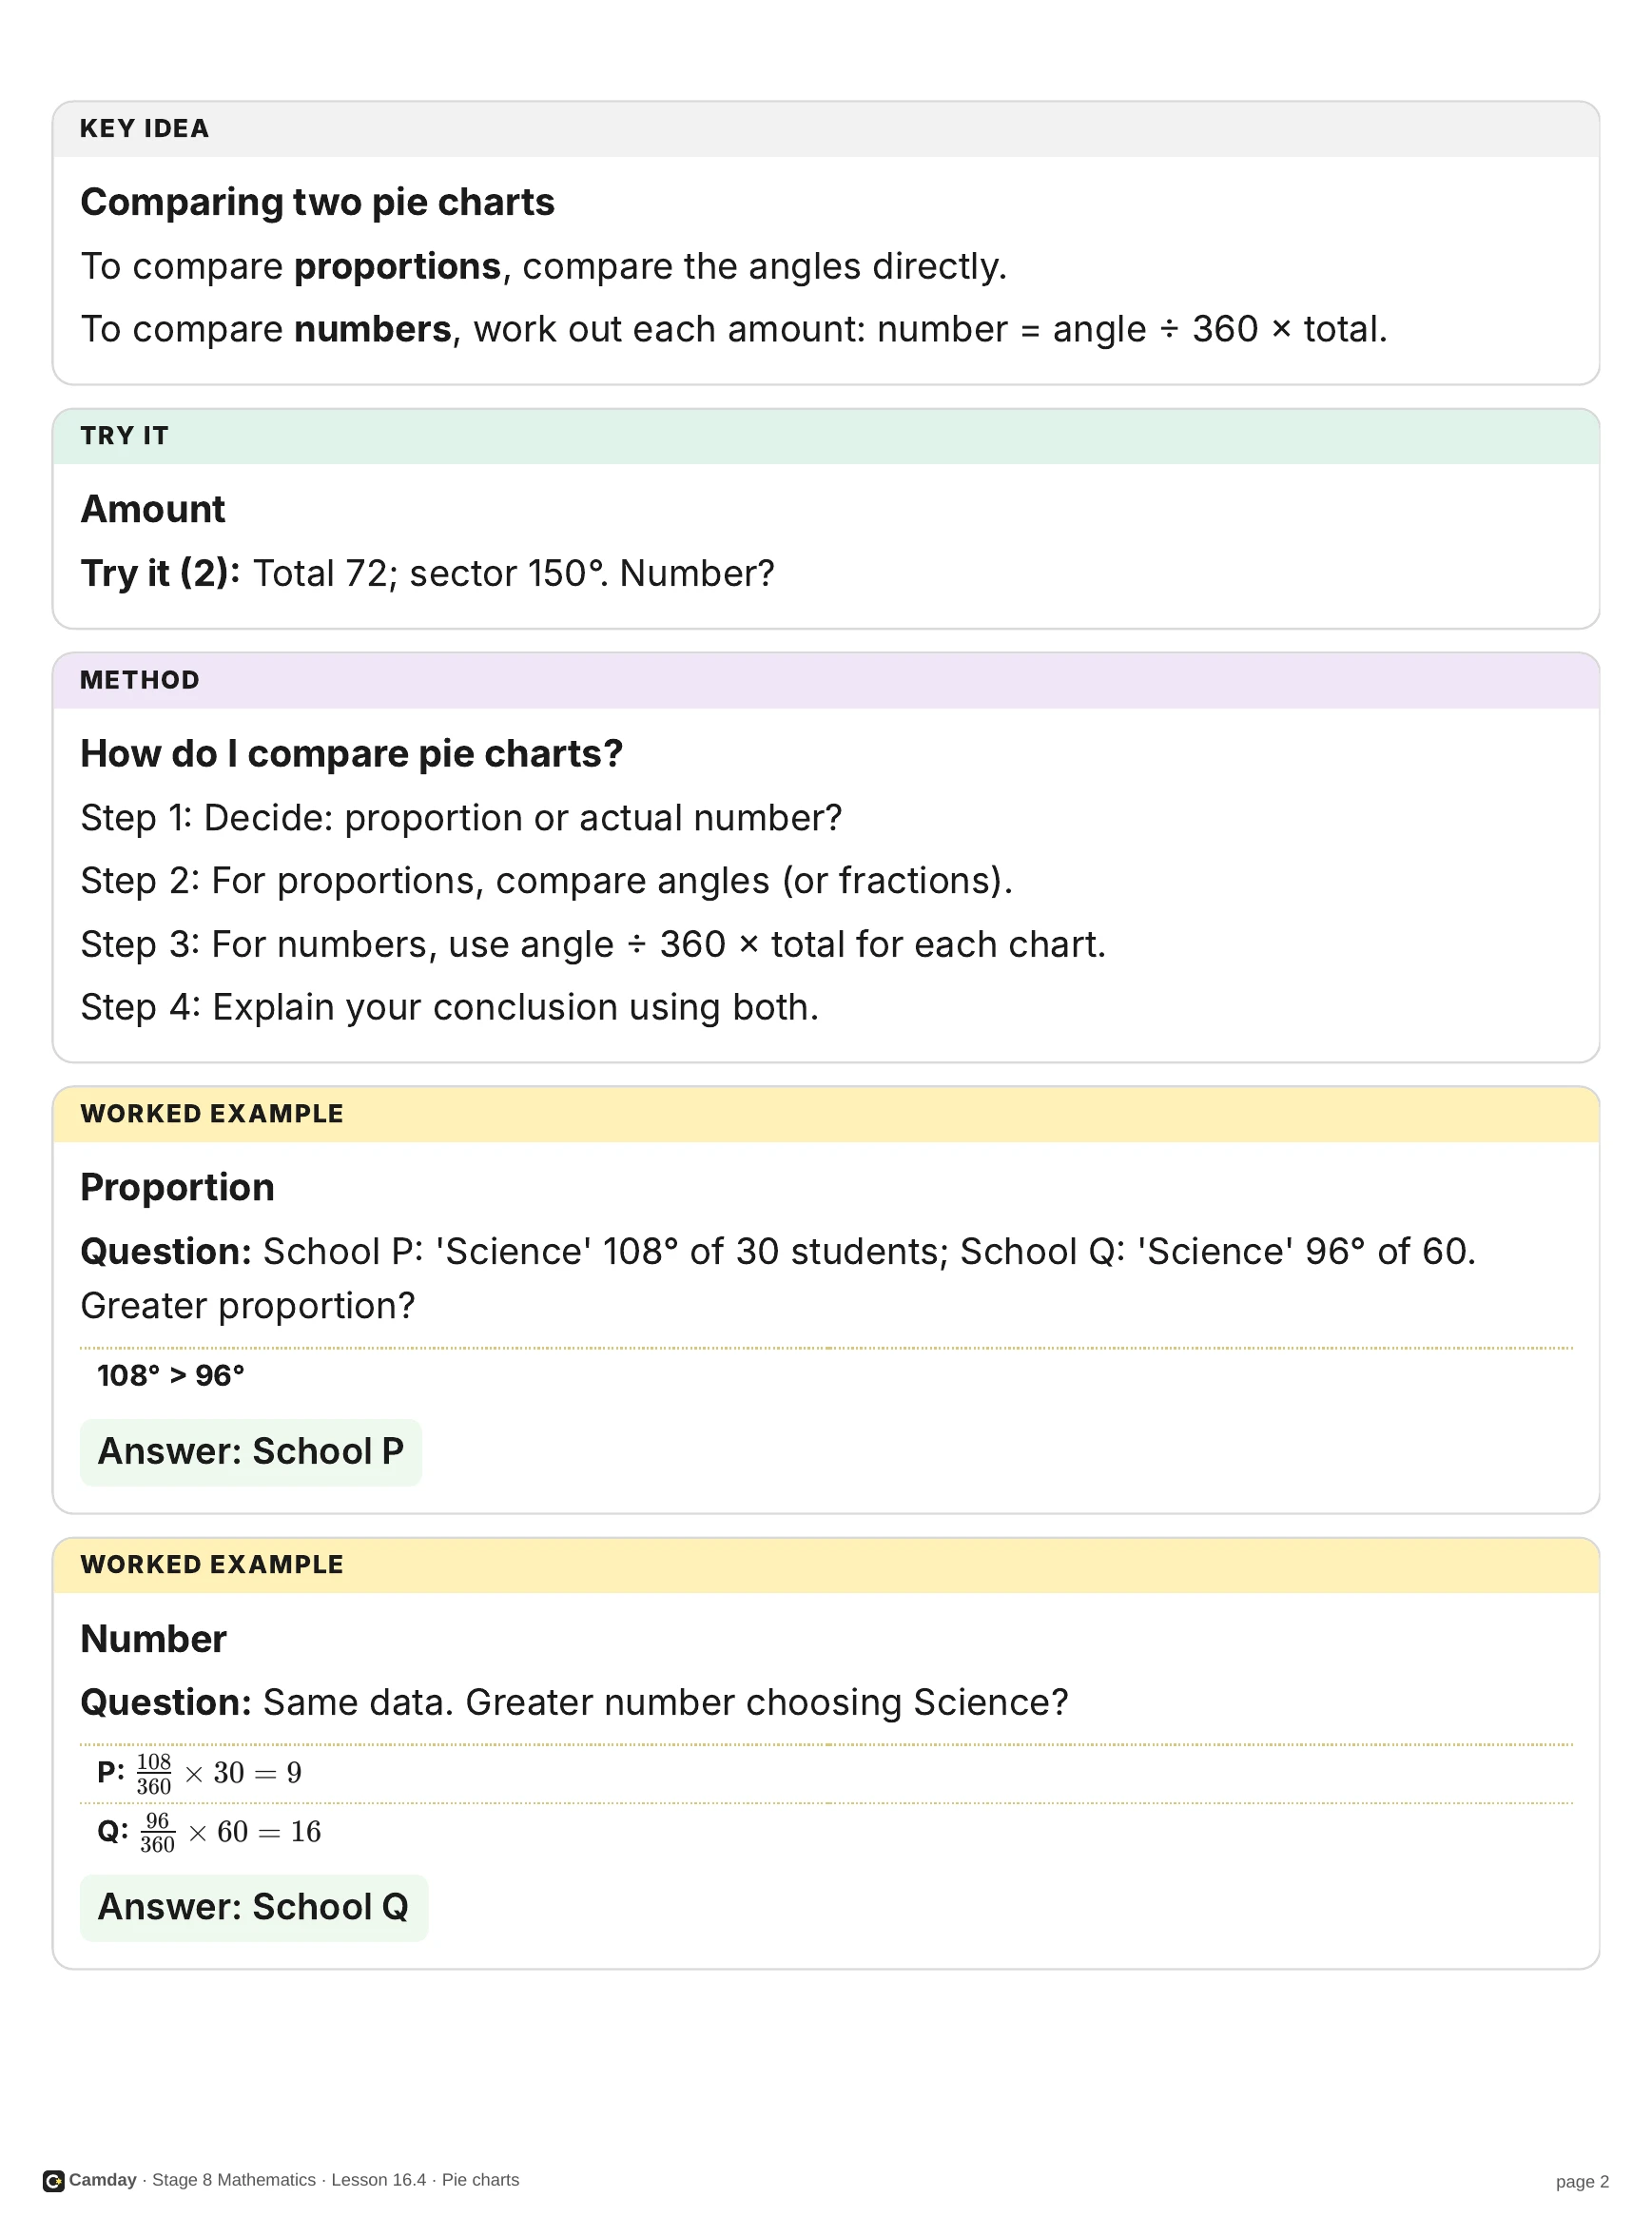 KEY IDEA
Comparing two pie charts
To compare proportions, compare the angles directly.
To compare numbers, work out each amount: number = angle ÷ 360 × total.
TRY IT
Amount
Try it (2): Total 72; sector 150°. Number?
METHOD
How do I compare pie charts?
Step 1: Decide: proportion or actual number?
Step 2: For proportions, compare angles (or fractions).
Step 3: For numbers, use angle ÷ 360 × total for each chart.
Step 4: Explain your conclusion using both.
WORKED EXAMPLE
Proportion
Question: School P: 'Science' 108° of 30 students; School Q: 'Science' 96° of 60.
Greater proportion?
108° > 96°
Answer: School P
WORKED EXAMPLE
Number
Question: Same data. Greater number choosing Science?
P: 108/360 × 30 = 9
Q: 96/360 × 60 = 16
Answer: School Q
Camday · Stage 8 Mathematics · Lesson 16.4 · Pie charts
page 2